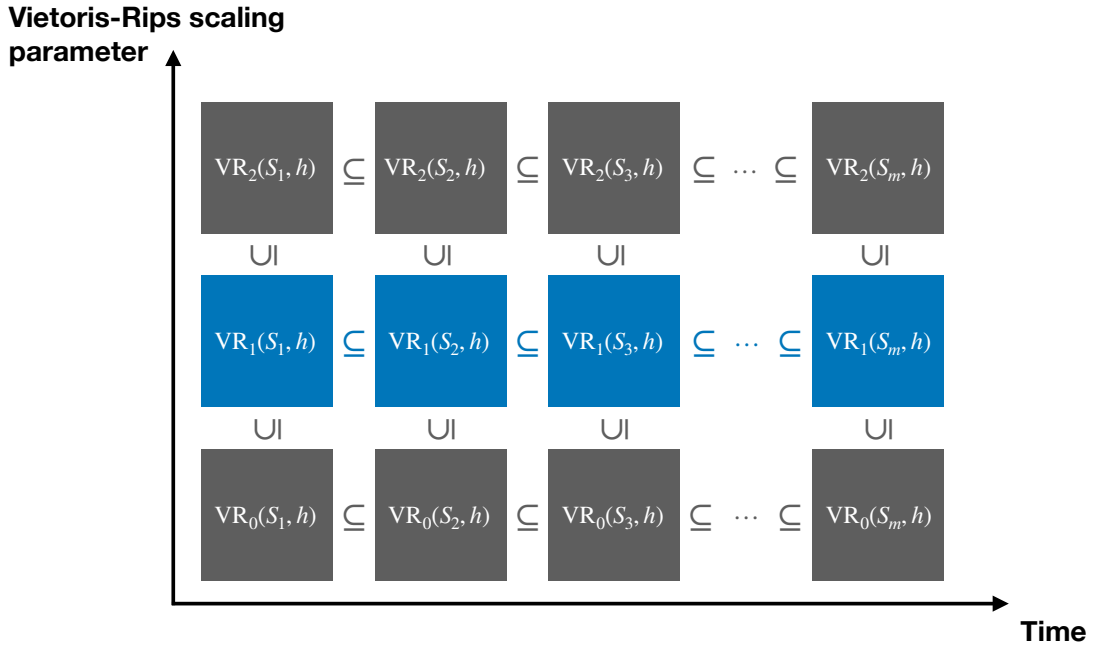 Vietoris-Rips scaling
parameter
VR₂(S₁, h) ⊆ VR₂(S₂, h) ⊆ VR₂(S₃, h) ⊆ ⋯ ⊆ VR₂(Sₘ, h)
∪| ∪| ∪| ∪|
VR₁(S₁, h) ⊆ VR₁(S₂, h) ⊆ VR₁(S₃, h) ⊆ ⋯ ⊆ VR₁(Sₘ, h)
∪| ∪| ∪| ∪|
VR₀(S₁, h) ⊆ VR₀(S₂, h) ⊆ VR₀(S₃, h) ⊆ ⋯ ⊆ VR₀(Sₘ, h)
Time